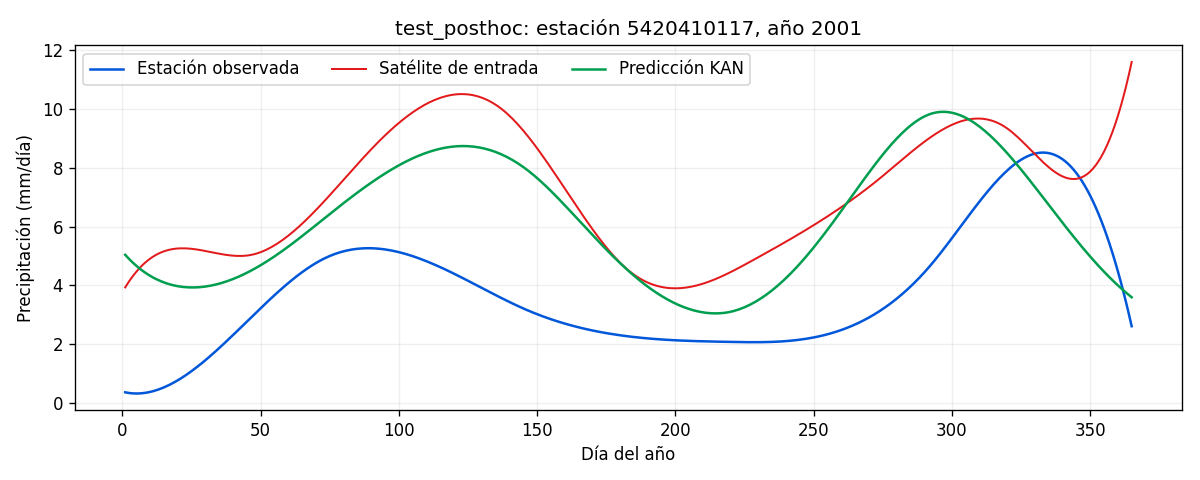 test_posthoc: estación 5420410117, año 2001
Estación observada Satélite de entrada Predicción KAN
Precipitación (mm/día)
12
10
8
6
4
2
0
0 50 100 150 200 250 300 350
Día del año